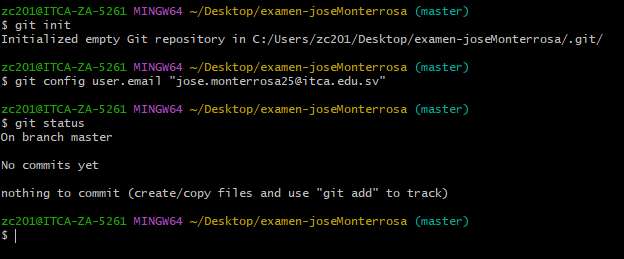 zc201@ITCA-ZA-5261 MINGW64 ~/Desktop/examen-joseMonterrosa (master)
$ git init
Initialized empty Git repository in C:/Users/zc201/Desktop/examen-joseMonterrosa/.git/
zc201@ITCA-ZA-5261 MINGW64 ~/Desktop/examen-joseMonterrosa (master)
$ git config user.email "jose.monterrosa25@itca.edu.sv"
zc201@ITCA-ZA-5261 MINGW64 ~/Desktop/examen-joseMonterrosa (master)
$ git status
On branch master
No commits yet
nothing to commit (create/copy files and use "git add" to track)
zc201@ITCA-ZA-5261 MINGW64 ~/Desktop/examen-joseMonterrosa (master)
$